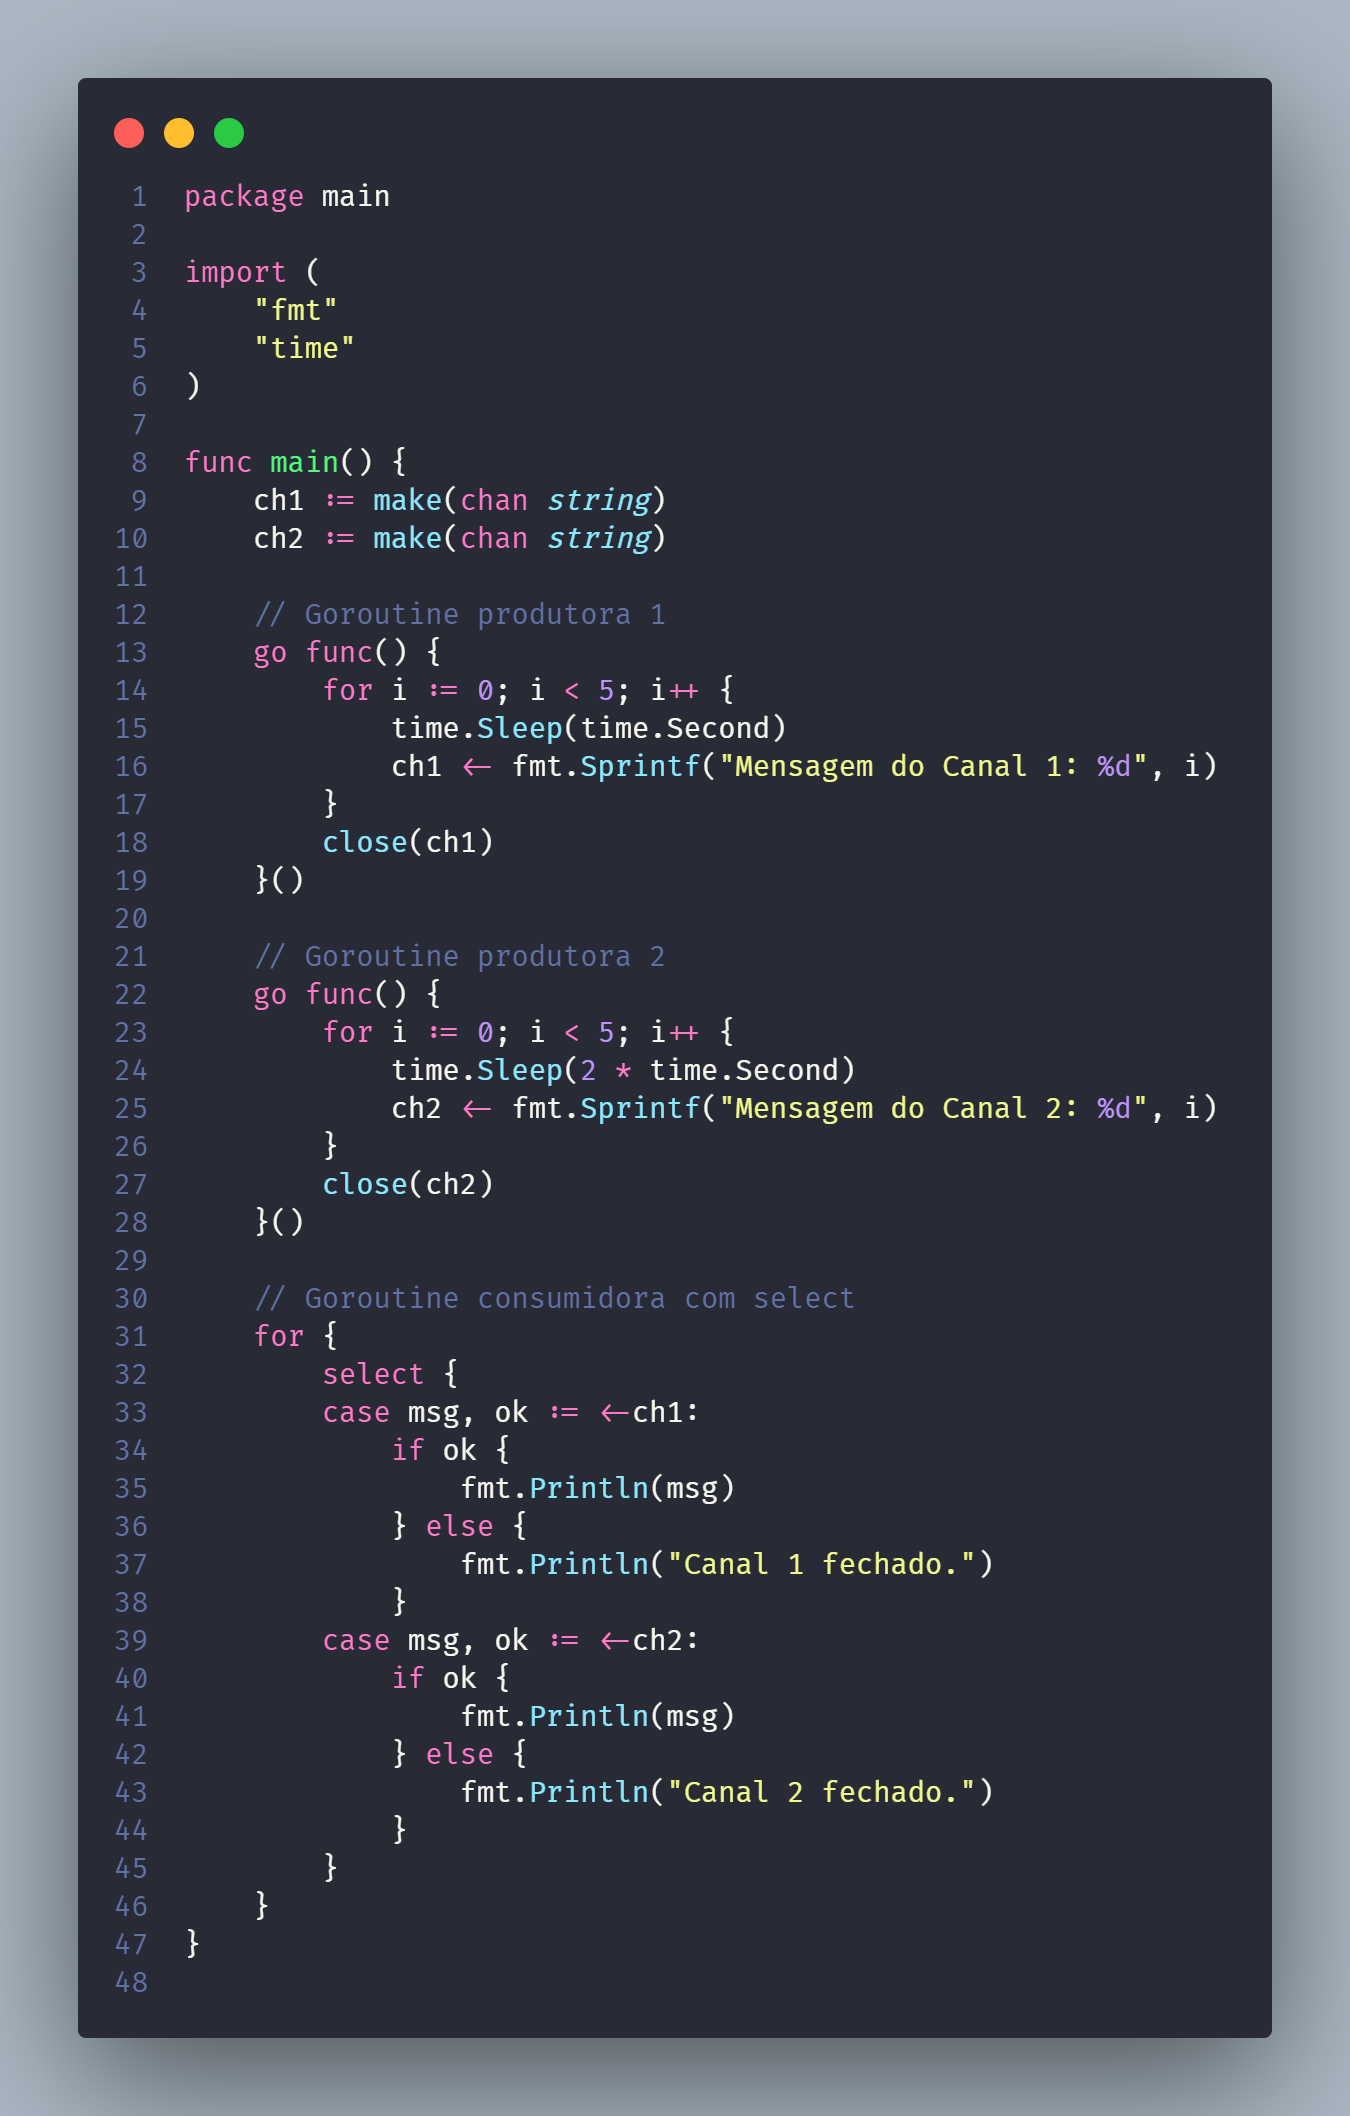 1 package main
2
3 import (
4     "fmt"
5     "time"
6 )
7
8 func main() {
9     ch1 := make(chan string)
10     ch2 := make(chan string)
11
12     // Goroutine produtora 1
13     go func() {
14         for i := 0; i < 5; i++ {
15             time.Sleep(time.Second)
16             ch1 <- fmt.Sprintf("Mensagem do Canal 1: %d", i)
17         }
18         close(ch1)
19     }()
20
21     // Goroutine produtora 2
22     go func() {
23         for i := 0; i < 5; i++ {
24             time.Sleep(2 * time.Second)
25             ch2 <- fmt.Sprintf("Mensagem do Canal 2: %d", i)
26         }
27         close(ch2)
28     }()
29
30     // Goroutine consumidora com select
31     for {
32         select {
33         case msg, ok := <-ch1:
34             if ok {
35                 fmt.Println(msg)
36             } else {
37                 fmt.Println("Canal 1 fechado.")
38             }
39         case msg, ok := <-ch2:
40             if ok {
41                 fmt.Println(msg)
42             } else {
43                 fmt.Println("Canal 2 fechado.")
44             }
45         }
46     }
47 }
48